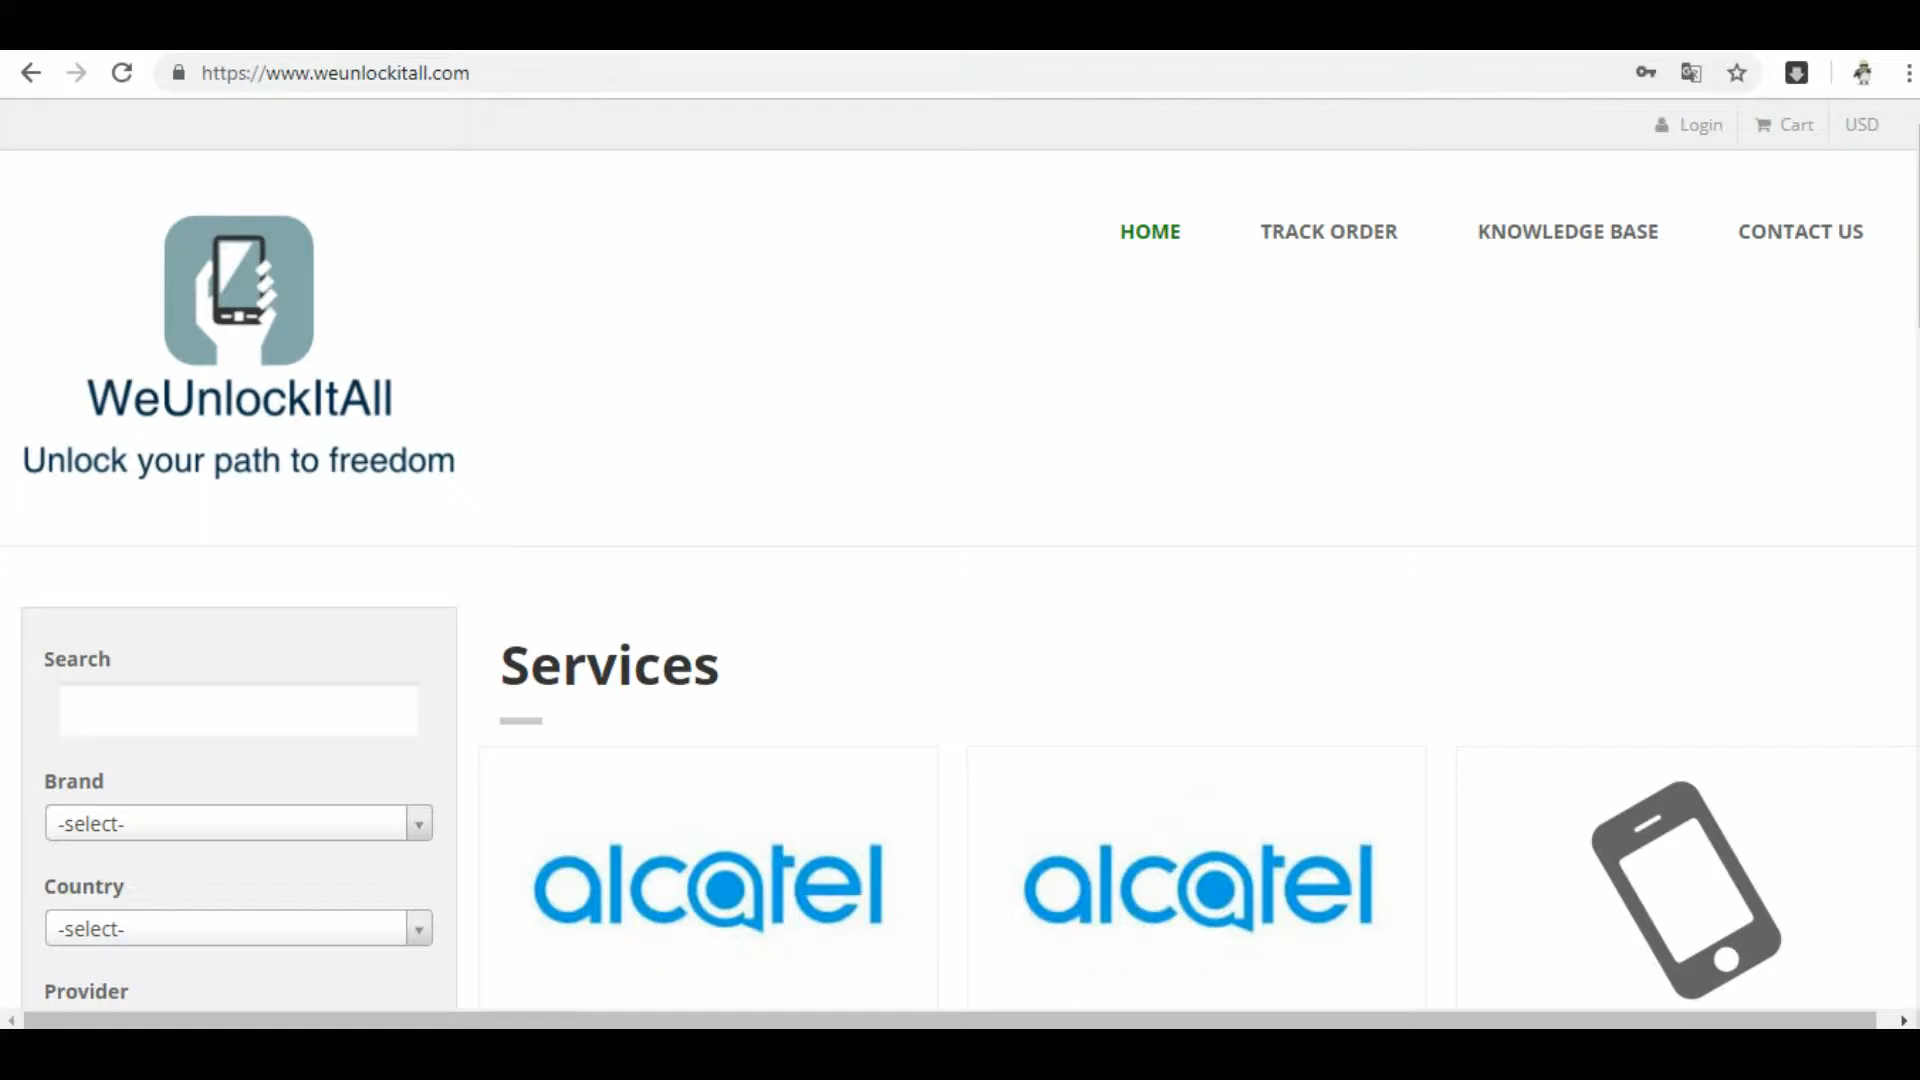 https://www.weunlockitall.com
Login
Cart
USD
HOME
TRACK ORDER
KNOWLEDGE BASE
CONTACT US
WeUnlockItAll
Unlock your path to freedom
Search
Brand
-select-
Country
-select-
Provider
Services
alcatel
alcatel